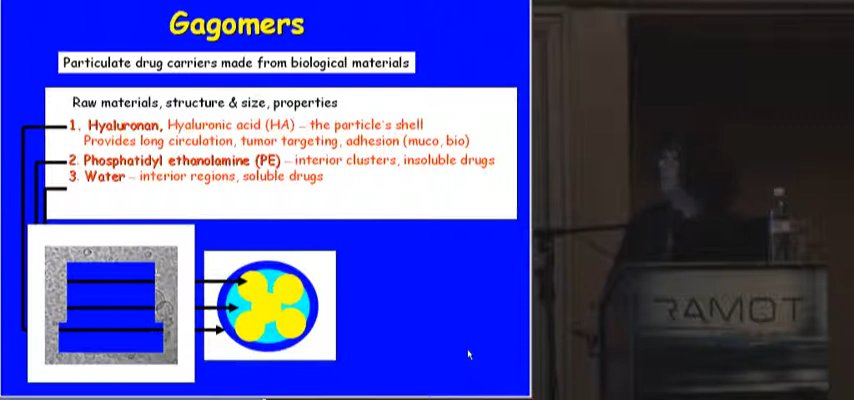 Gagomers
Particulate drug carriers made from biological materials
Raw materials, structure & size, properties
1. Hyaluronan, Hyaluronic acid (HA) – the particle's shell
Provides long circulation, tumor targeting, adhesion (muco, bio)
2. Phosphatidyl ethanolamine (PE) – interior clusters, insoluble drugs
3. Water – interior regions, soluble drugs
RAMOT